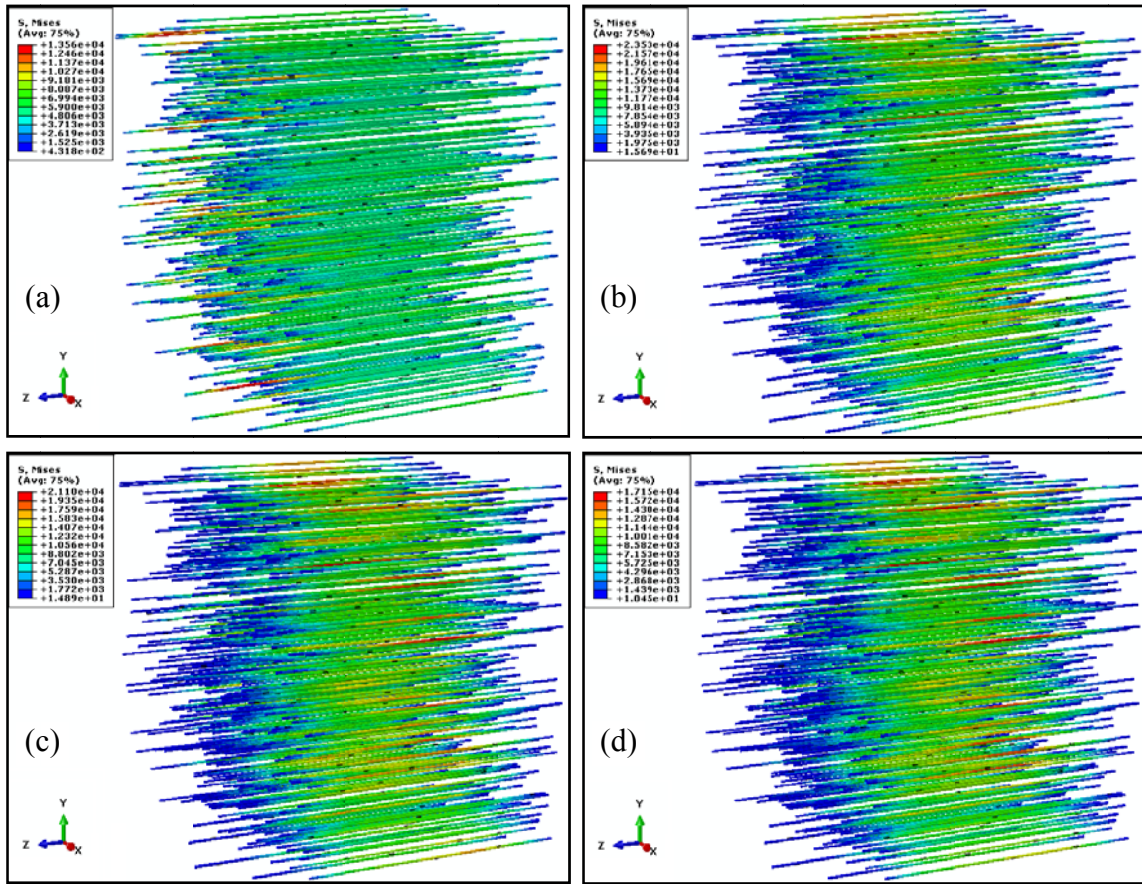 S, Mises
(Avg: 75%)
+1.356e+04
+1.246e+04
+1.137e+04
+1.027e+04
+9.181e+03
+8.087e+03
+6.994e+03
+5.900e+03
+4.806e+03
+3.713e+03
+2.619e+03
+1.525e+03
+4.318e+02
(a)
Y
Z
X
S, Mises
(Avg: 75%)
+2.353e+04
+2.157e+04
+1.961e+04
+1.765e+04
+1.569e+04
+1.373e+04
+1.177e+04
+9.814e+03
+7.854e+03
+5.894e+03
+3.935e+03
+1.975e+03
+1.569e+01
(b)
Y
Z
X
S, Mises
(Avg: 75%)
+2.110e+04
+1.935e+04
+1.759e+04
+1.583e+04
+1.407e+04
+1.232e+04
+1.056e+04
+8.802e+03
+7.045e+03
+5.287e+03
+3.530e+03
+1.772e+03
+1.489e+01
(c)
Y
Z
X
S, Mises
(Avg: 75%)
+1.715e+04
+1.572e+04
+1.430e+04
+1.287e+04
+1.144e+04
+1.001e+04
+8.582e+03
+7.153e+03
+5.725e+03
+4.296e+03
+2.868e+03
+1.439e+03
+1.045e+01
(d)
Y
Z
X